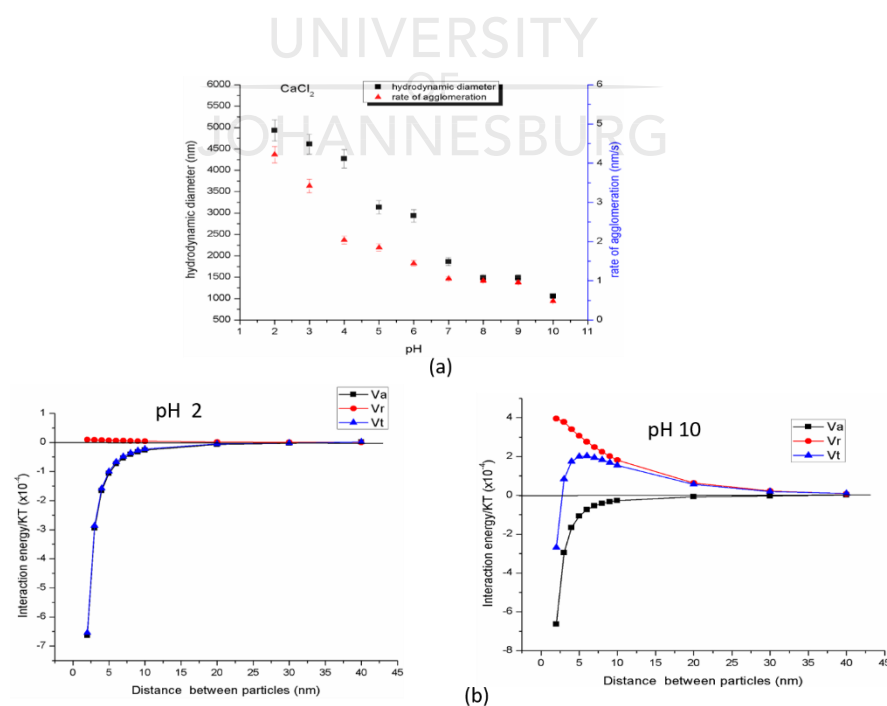 UNIVERSITY
OF
JOHANNESBURG
CaCl2
hydrodynamic diameter
rate of agglomeration
hydrodynamic diameter (nm)
6000
5500
5000
4500
4000
3500
3000
2500
2000
1500
1000
500
6
5
4
3
2
1
0
rate of agglomeration (nm/s)
1 2 3 4 5 6 7 8 9 10 11
pH
(a)
pH 2
Va
Vr
Vt
Interaction energy/KT (x10-4)
1
0
-1
-2
-3
-4
-5
-6
-7
0 5 10 15 20 25 30 35 40 45
Distance between particles (nm)
pH 10
Va
Vr
Vt
Interaction energy/KT (x10-4)
4
2
0
-2
-4
-6
-8
0 5 10 15 20 25 30 35 40 45
Distance between particles (nm)
(b)